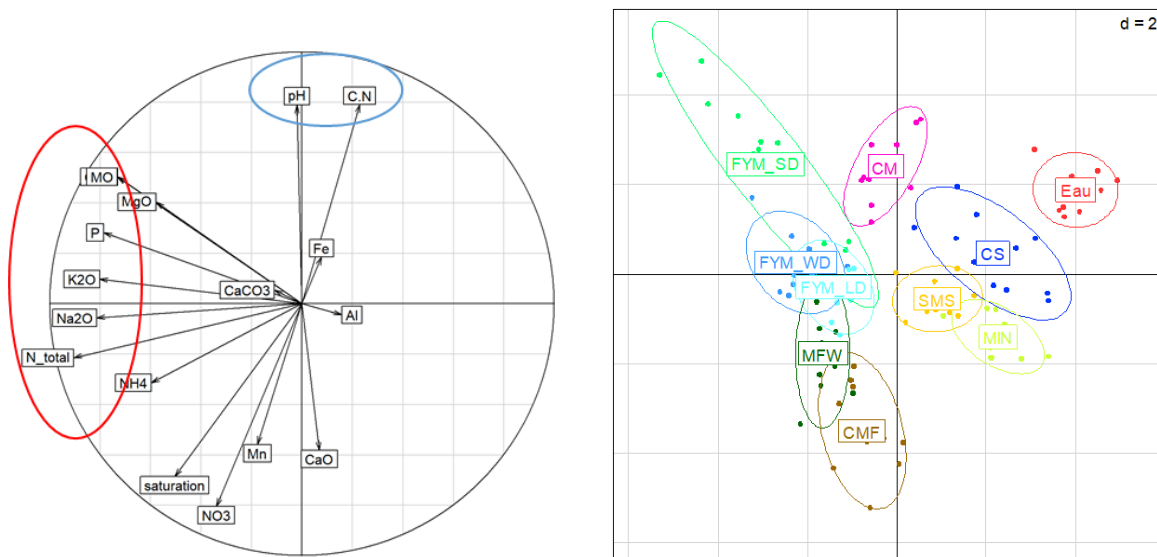 pH
C.N
MO
MgO
P
Fe
K2O
CaCO3
Na2O
Al
N_total
NH4
Mn
CaO
saturation
NO3
d = 2
FYM_SD
CM
Eau
CS
FYM_WD
FYM_LD
SMS
MIN
MFW
CMF